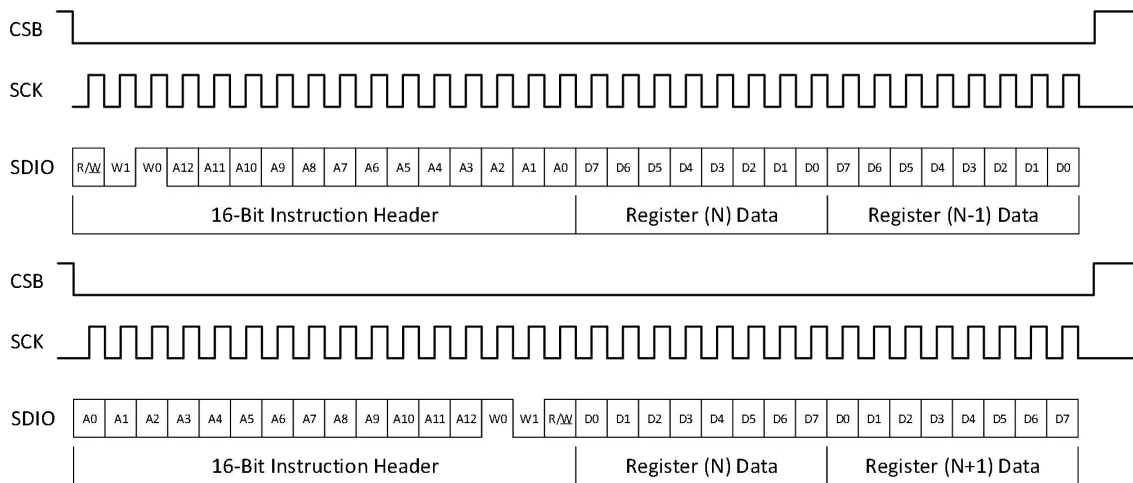 CSB
SCK
SDIO R/W W1 W0 A12 A11 A10 A9 A8 A7 A6 A5 A4 A3 A2 A1 A0 D7 D6 D5 D4 D3 D2 D1 D0 D7 D6 D5 D4 D3 D2 D1 D0
16-Bit Instruction Header Register (N) Data Register (N-1) Data
CSB
SCK
SDIO A0 A1 A2 A3 A4 A5 A6 A7 A8 A9 A10 A11 A12 W0 W1 R/W D0 D1 D2 D3 D4 D5 D6 D7 D0 D1 D2 D3 D4 D5 D6 D7
16-Bit Instruction Header Register (N) Data Register (N+1) Data